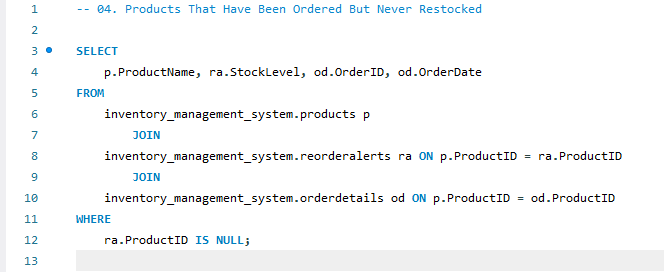 1 -- 04. Products That Have Been Ordered But Never Restocked
2
3 SELECT
4 p.ProductName, ra.StockLevel, od.OrderID, od.OrderDate
5 FROM
6 inventory_management_system.products p
7 JOIN
8 inventory_management_system.reorderalerts ra ON p.ProductID = ra.ProductID
9 JOIN
10 inventory_management_system.orderdetails od ON p.ProductID = od.ProductID
11 WHERE
12 ra.ProductID IS NULL;
13